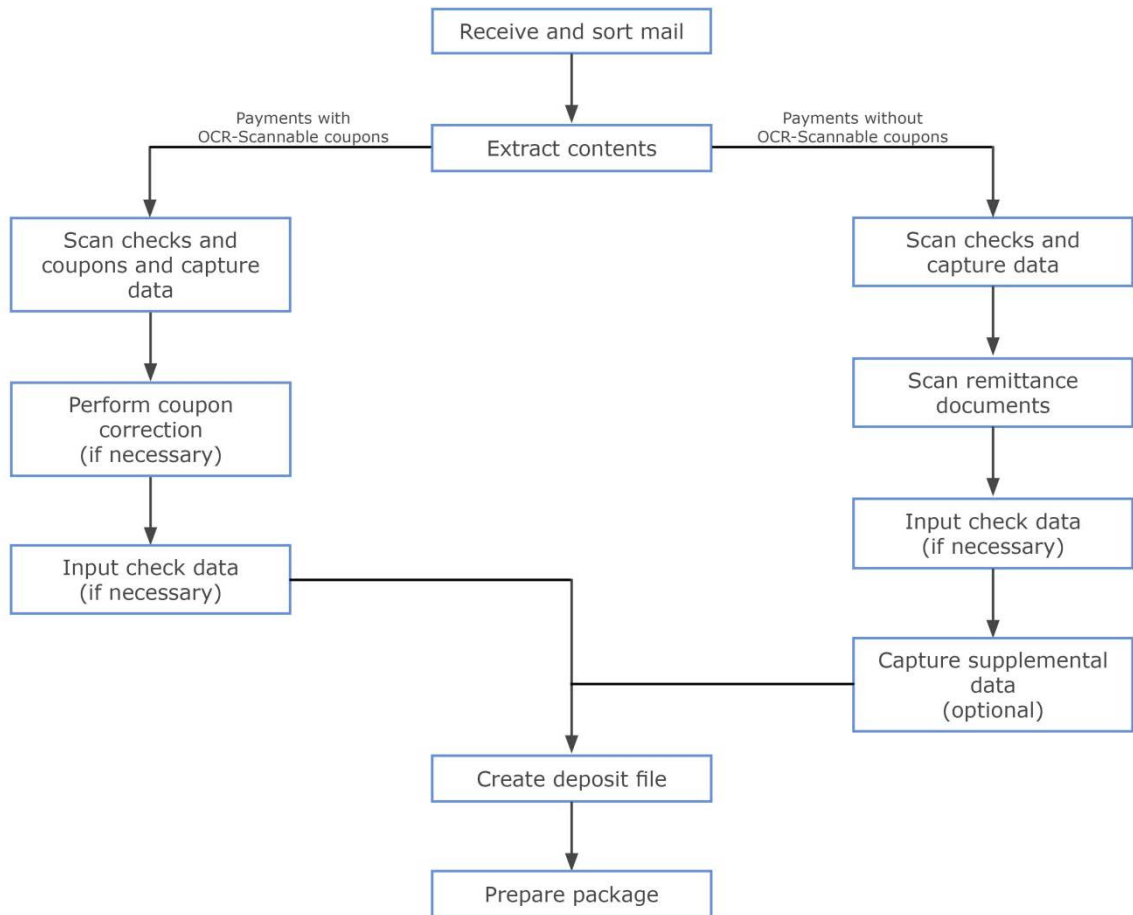 Receive and sort mail
Payments with
OCR-Scannable coupons
Payments without
OCR-Scannable coupons
Extract contents
Scan checks and
coupons and capture
data
Scan checks and
capture data
Perform coupon
correction
(if necessary)
Scan remittance
documents
Input check data
(if necessary)
Input check data
(if necessary)
Capture supplemental
data
(optional)
Create deposit file
Prepare package